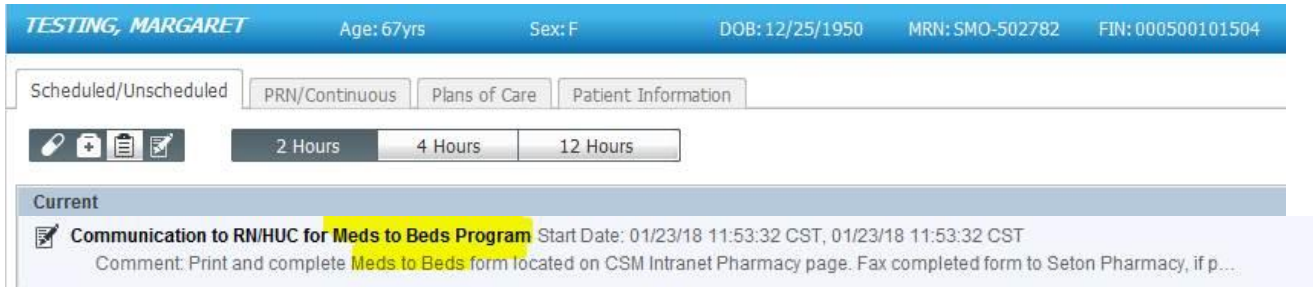 TESTING, MARGARET Age: 67yrs Sex: F DOB: 12/25/1950 MRN: SMO-502782 FIN: 000500101504
Scheduled/Unscheduled PRN/Continuous Plans of Care Patient Information
2 Hours 4 Hours 12 Hours
Current
Communication to RN/HUC for Meds to Beds Program Start Date: 01/23/18 11:53:32 CST, 01/23/18 11:53:32 CST
Comment: Print and complete Meds to Beds form located on CSM Intranet Pharmacy page. Fax completed form to Seton Pharmacy, if p...